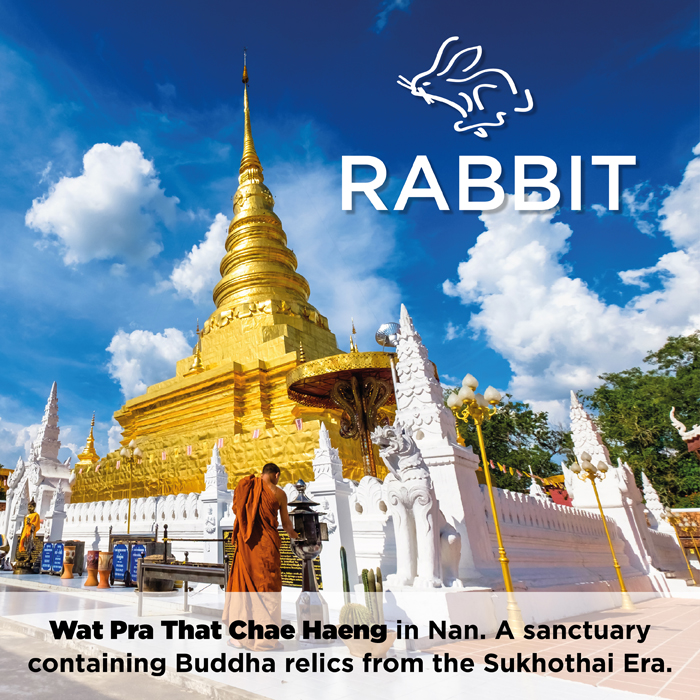 RABBIT
Wat Pra That Chae Haeng in Nan. A sanctuary
containing Buddha relics from the Sukhothai Era.